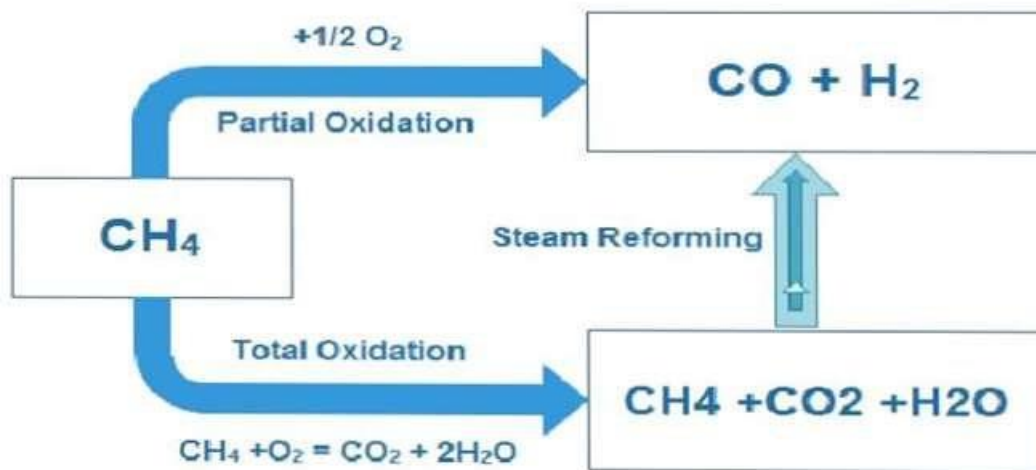 +1/2 O₂
Partial Oxidation
CO + H₂
CH₄
Steam Reforming
Total Oxidation
CH₄ +O₂ = CO₂ + 2H₂O
CH4 +CO2 +H2O